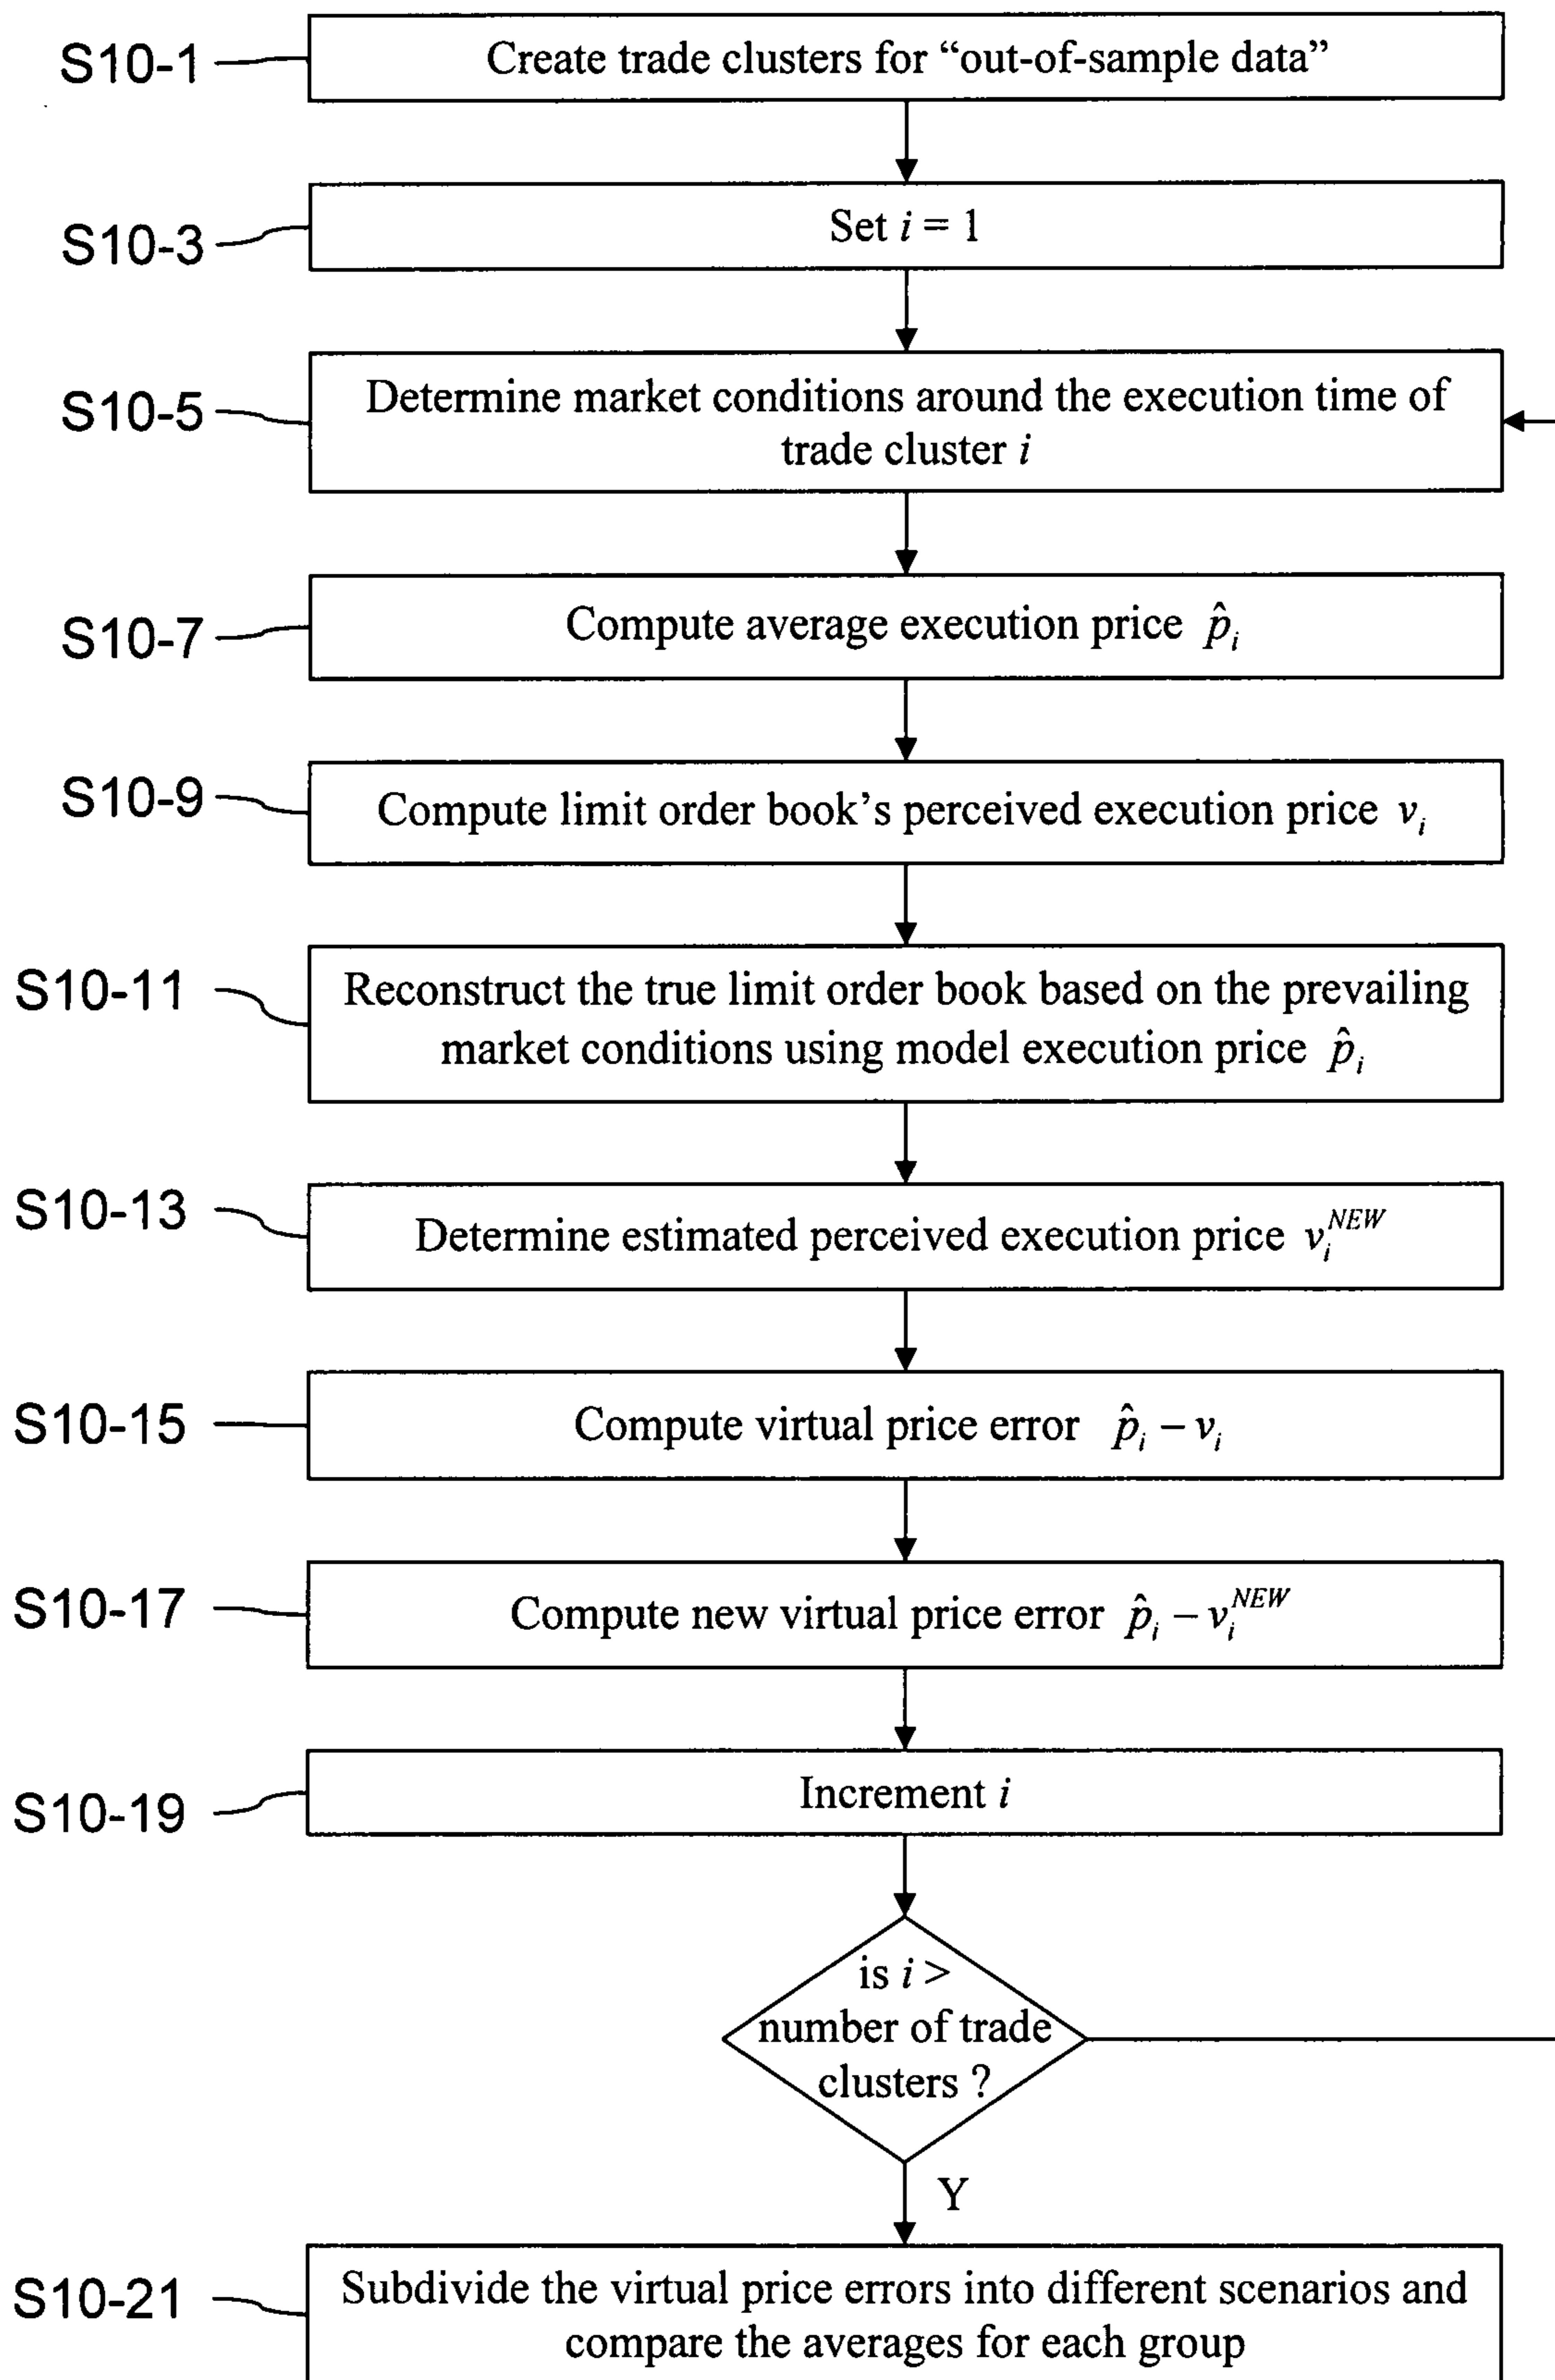 S10-1
Create trade clusters for “out-of-sample data”
S10-3
Set i = 1
S10-5
Determine market conditions around the execution time of
trade cluster i
S10-7
Compute average execution price p̂ᵢ
S10-9
Compute limit order book’s perceived execution price vᵢ
S10-11
Reconstruct the true limit order book based on the prevailing
market conditions using model execution price p̂ᵢ
S10-13
Determine estimated perceived execution price vᵢ^NEW
S10-15
Compute virtual price error p̂ᵢ – vᵢ
S10-17
Compute new virtual price error p̂ᵢ – vᵢ^NEW
S10-19
Increment i
is i >
number of trade
clusters ?
Y
S10-21
Subdivide the virtual price errors into different scenarios and
compare the averages for each group